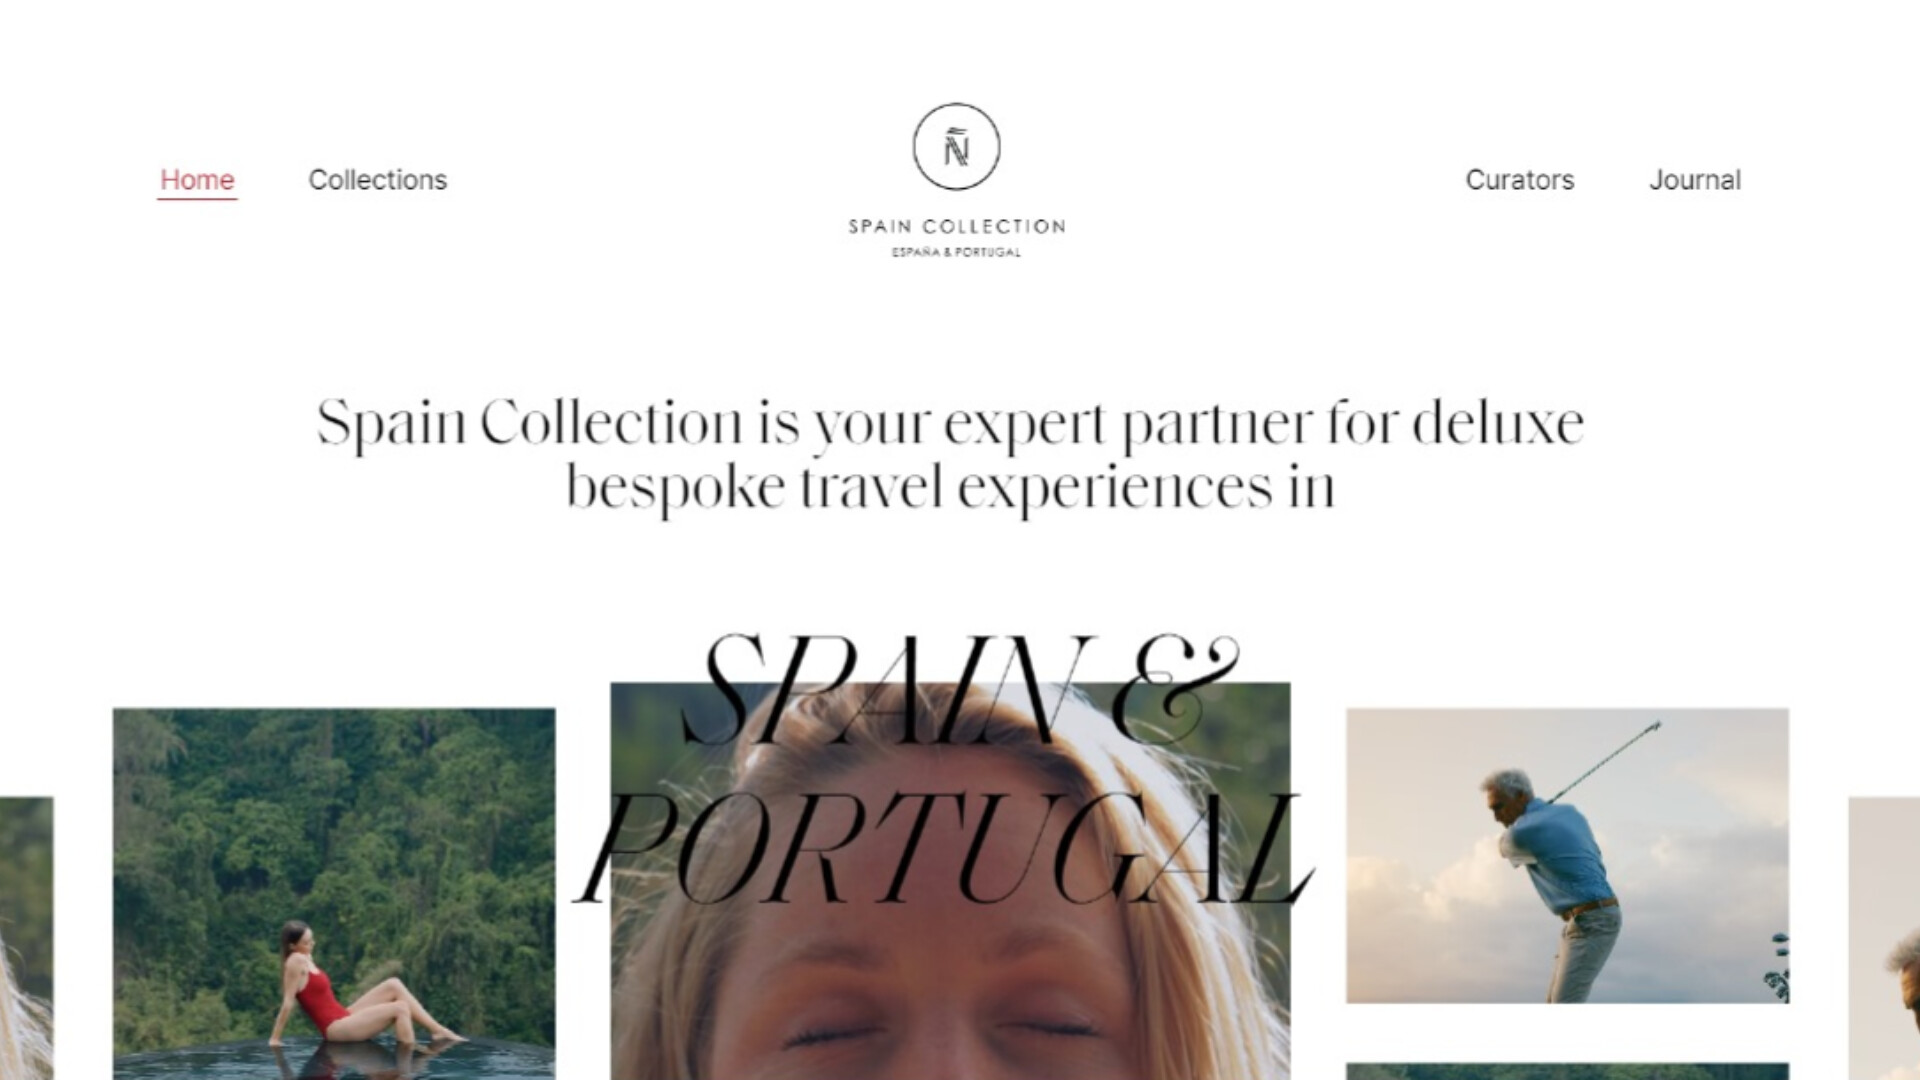 Home
Collections
Ñ
SPAIN COLLECTION
ESPAÑA & PORTUGAL
Curators
Journal
Spain Collection is your expert partner for deluxe
bespoke travel experiences in
SPAIN &
PORTUGAL